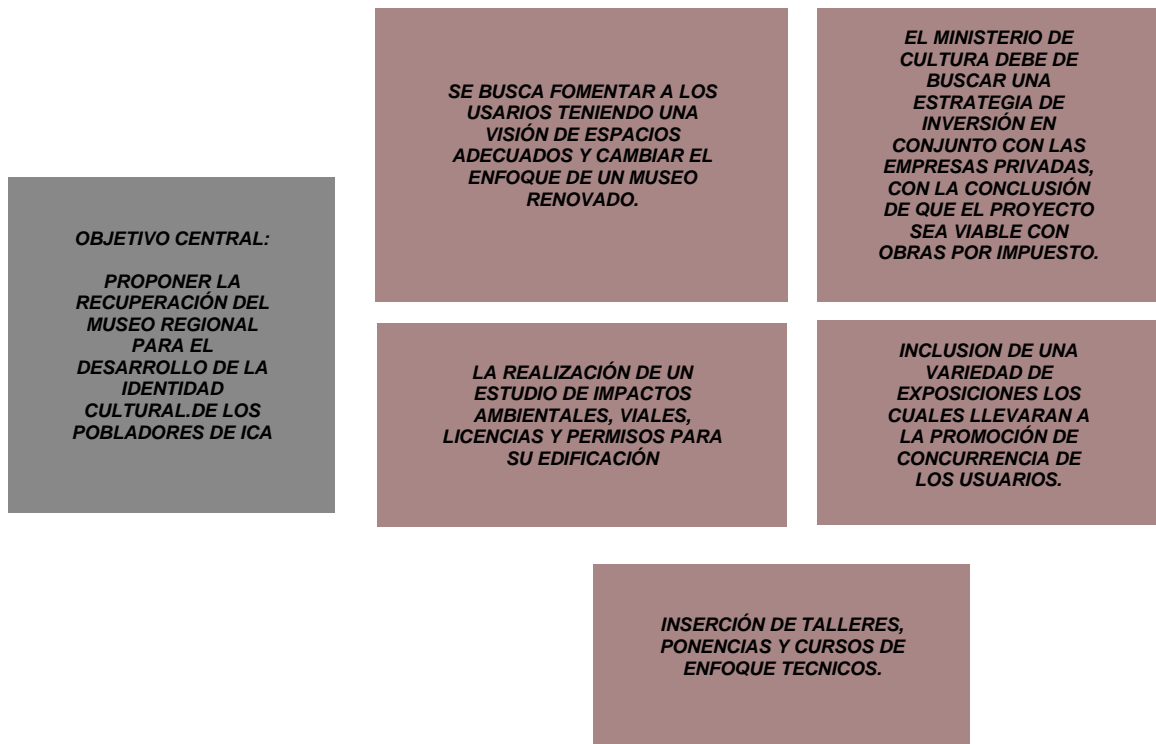 OBJETIVO CENTRAL:
PROPONER LA
RECUPERACIÓN DEL
MUSEO REGIONAL
PARA EL
DESARROLLO DE LA
IDENTIDAD
CULTURAL.DE LOS
POBLADORES DE ICA
SE BUSCA FOMENTAR A LOS
USARIOS TENIENDO UNA
VISIÓN DE ESPACIOS
ADECUADOS Y CAMBIAR EL
ENFOQUE DE UN MUSEO
RENOVADO.
EL MINISTERIO DE
CULTURA DEBE DE
BUSCAR UNA
ESTRATEGIA DE
INVERSIÓN EN
CONJUNTO CON LAS
EMPRESAS PRIVADAS,
CON LA CONCLUSIÓN
DE QUE EL PROYECTO
SEA VIABLE CON
OBRAS POR IMPUESTO.
LA REALIZACIÓN DE UN
ESTUDIO DE IMPACTOS
AMBIENTALES, VIALES,
LICENCIAS Y PERMISOS PARA
SU EDIFICACIÓN
INCLUSION DE UNA
VARIEDAD DE
EXPOSICIONES LOS
CUALES LLEVARAN A
LA PROMOCIÓN DE
CONCURRENCIA DE
LOS USUARIOS.
INSERCIÓN DE TALLERES,
PONENCIAS Y CURSOS DE
ENFOQUE TECNICOS.